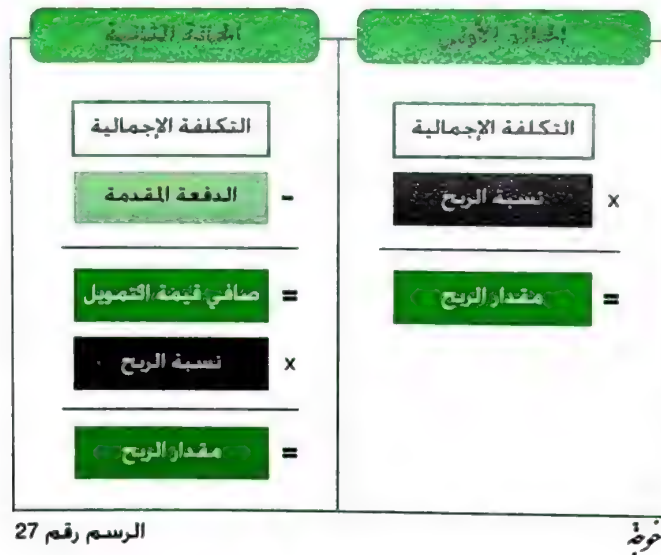 الحالة الأولى
التكلفة الإجمالية
x نسبة الربح
= مقدار الربح
الحالة الثانية
التكلفة الإجمالية
- الدفعة المقدمة
= صافي قيمة التمويل
x نسبة الربح
= مقدار الربح
الرسم رقم 27